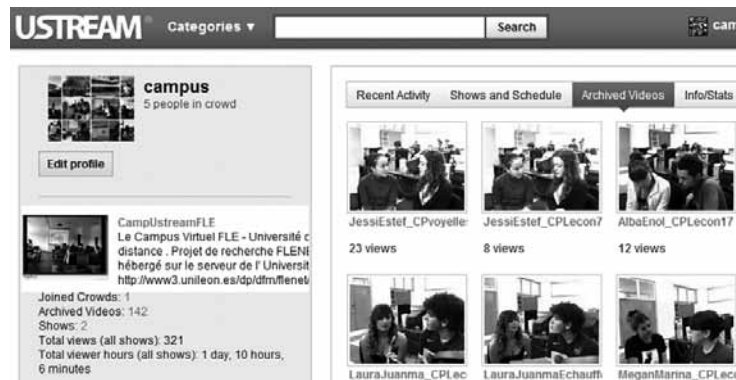 USTREAM Categories ▼ Search cam
campus
5 people in crowd
Edit profile
CampUstreamFLE
Le Campus Virtuel FLE - Université c
distance . Projet de recherche FLENE
hébergé sur le serveur de l' Universit
http://www3.unileon.es/dp/dfm/flenet/
Joined Crowds: 1
Archived Videos: 142
Shows: 2
Total views (all shows): 321
Total viewer hours (all shows): 1 day, 10 hours,
6 minutes
Recent Activity Shows and Schedule Archived Videos Info/Stats
JessiEstef_CPvoyelle JessiEstef_CPLecon7 AlbaEnol_CPLecon17
23 views 8 views 12 views
LauraJuanma_CPLec LauraJuanmaEchauff MeganMarina_CPLec